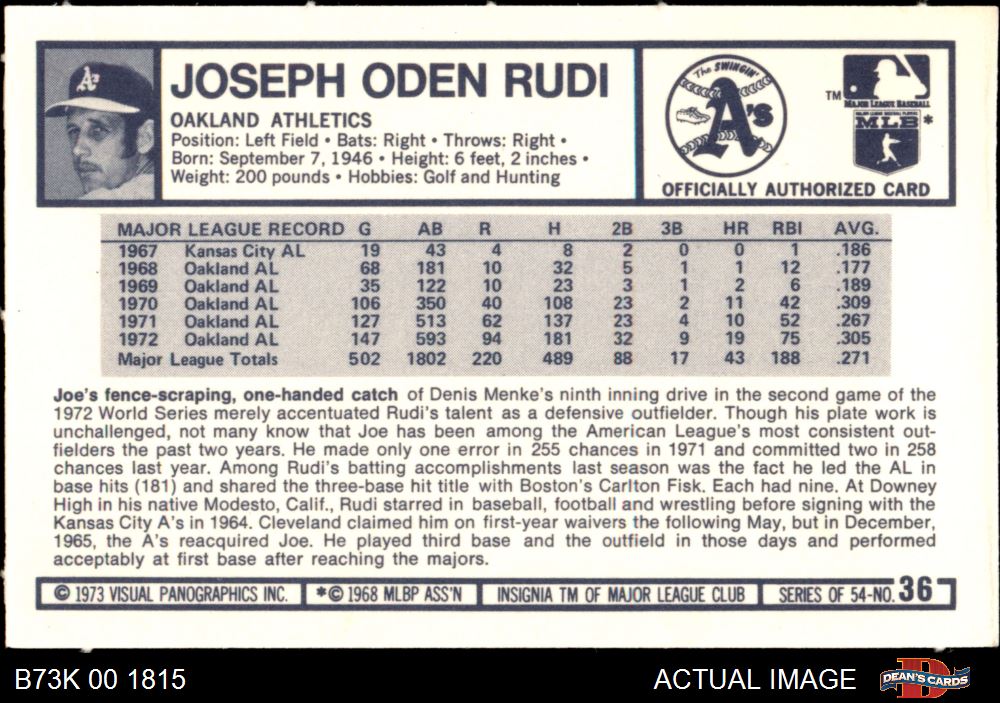 JOSEPH ODEN RUDI
OAKLAND ATHLETICS
Position: Left Field • Bats: Right • Throws: Right •
Born: September 7, 1946 • Height: 6 feet, 2 inches •
Weight: 200 pounds • Hobbies: Golf and Hunting
A's
The SWINGIN'
A's
TM
MAJOR LEAGUE BASEBALL
MLB *
OFFICIALLY AUTHORIZED CARD
MAJOR LEAGUE RECORD G AB R H 2B 3B HR RBI AVG.
1967 Kansas City AL 19 43 4 8 2 0 0 1 .186
1968 Oakland AL 68 181 10 32 5 1 1 12 .177
1969 Oakland AL 35 122 10 23 3 1 2 6 .189
1970 Oakland AL 106 350 40 108 23 2 11 42 .309
1971 Oakland AL 127 513 62 137 23 4 10 52 .267
1972 Oakland AL 147 593 94 181 32 9 19 75 .305
Major League Totals 502 1802 220 489 88 17 43 188 .271
Joe's fence-scraping, one-handed catch of Denis Menke's ninth inning drive in the second game of the
1972 World Series merely accentuated Rudi's talent as a defensive outfielder. Though his plate work is
unchallenged, not many know that Joe has been among the American League's most consistent out-
fielders the past two years. He made only one error in 255 chances in 1971 and committed two in 258
chances last year. Among Rudi's batting accomplishments last season was the fact he led the AL in
base hits (181) and shared the three-base hit title with Boston's Carlton Fisk. Each had nine. At Downey
High in his native Modesto, Calif., Rudi starred in baseball, football and wrestling before signing with the
Kansas City A's in 1964. Cleveland claimed him on first-year waivers the following May, but in December,
1965, the A's reacquired Joe. He played third base and the outfield in those days and performed
acceptably at first base after reaching the majors.
© 1973 VISUAL PANOGRAPHICS INC. *© 1968 MLBP ASS'N INSIGNIA TM OF MAJOR LEAGUE CLUB SERIES OF 54-NO. 36
B73K 00 1815 ACTUAL IMAGE DEAN'S CARDS